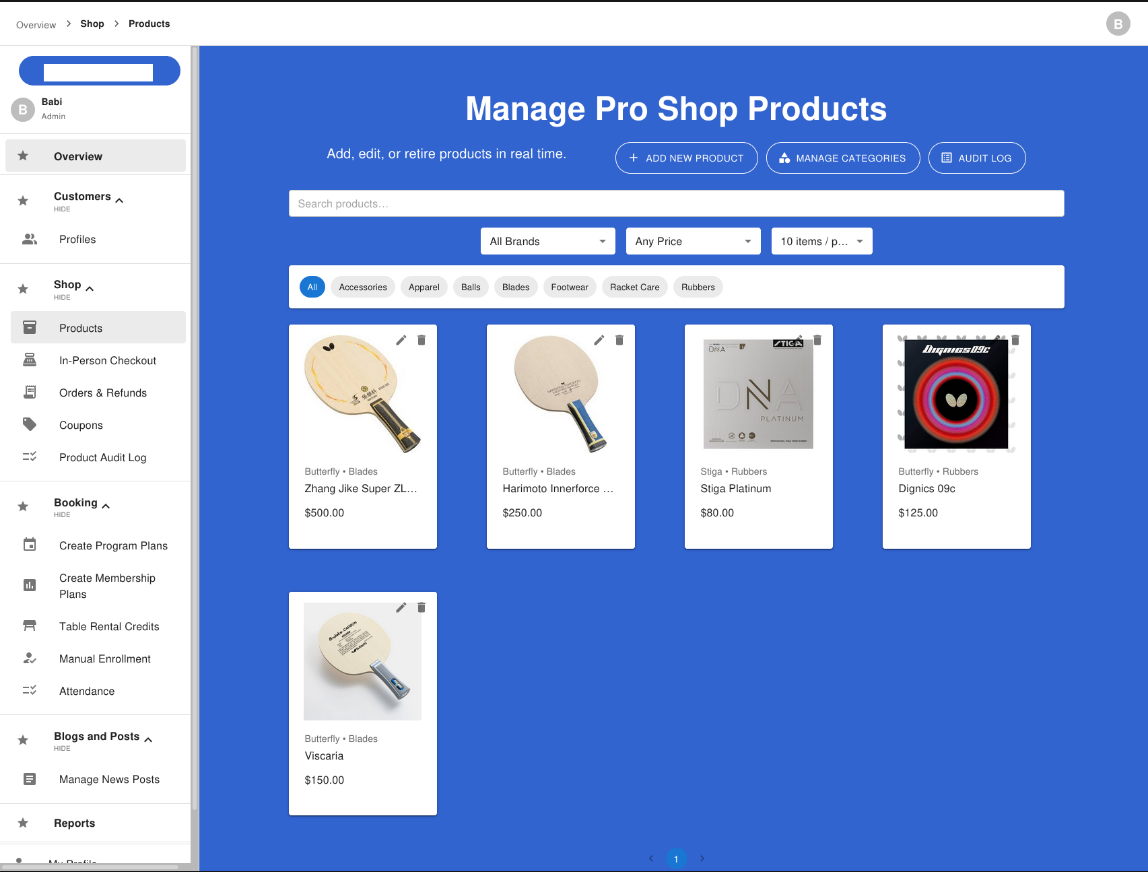 Overview > Shop > Products
B
B
Babi
Admin
Overview
Customers
HIDE
Profiles
Shop
HIDE
Products
In-Person Checkout
Orders & Refunds
Coupons
Product Audit Log
Booking
HIDE
Create Program Plans
Create Membership
Plans
Table Rental Credits
Manual Enrollment
Attendance
Blogs and Posts
HIDE
Manage News Posts
Reports
My Profile
Manage Pro Shop Products
Add, edit, or retire products in real time.
+ ADD NEW PRODUCT
MANAGE CATEGORIES
AUDIT LOG
Search products…
All Brands
Any Price
10 items / p...
All
Accessories
Apparel
Balls
Blades
Footwear
Racket Care
Rubbers
Butterfly • Blades
Zhang Jike Super ZL...
$500.00
Butterfly • Blades
Harimoto Innerforce ...
$250.00
DNA
STIGA
DNA
PLATINUM
Stiga • Rubbers
Stiga Platinum
$80.00
Dignics 09c
Butterfly • Rubbers
Dignics 09c
$125.00
Butterfly • Blades
Viscaria
$150.00
< 1 >